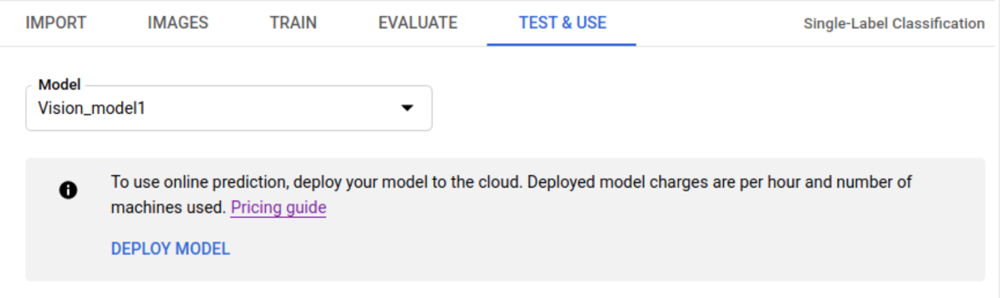 IMPORT IMAGES TRAIN EVALUATE TEST & USE Single-Label Classification
Model
Vision_model1
To use online prediction, deploy your model to the cloud. Deployed model charges are per hour and number of
machines used. Pricing guide
DEPLOY MODEL